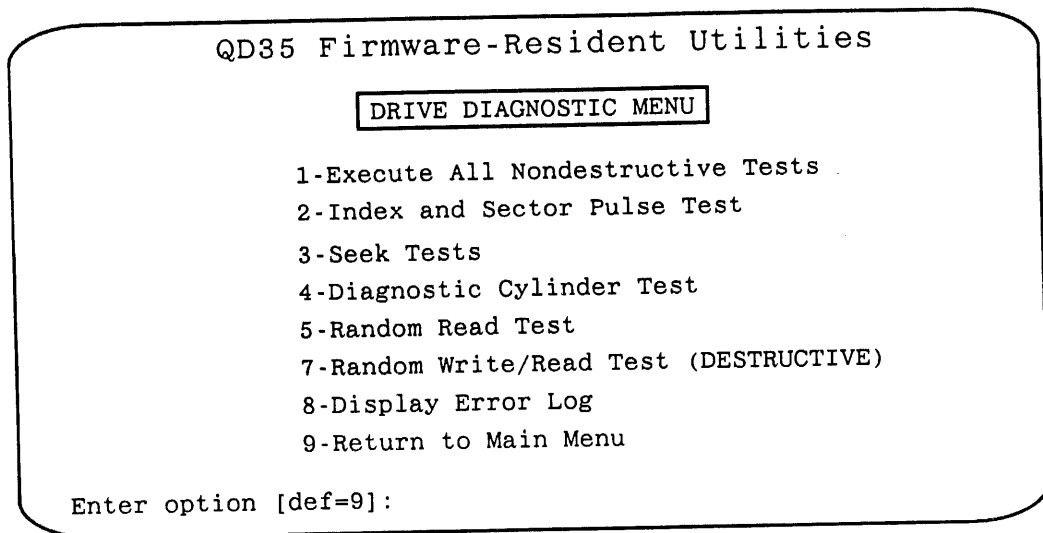 QD35 Firmware-Resident Utilities
DRIVE DIAGNOSTIC MENU
1-Execute All Nondestructive Tests
2-Index and Sector Pulse Test
3-Seek Tests
4-Diagnostic Cylinder Test
5-Random Read Test
7-Random Write/Read Test (DESTRUCTIVE)
8-Display Error Log
9-Return to Main Menu
Enter option [def=9]: